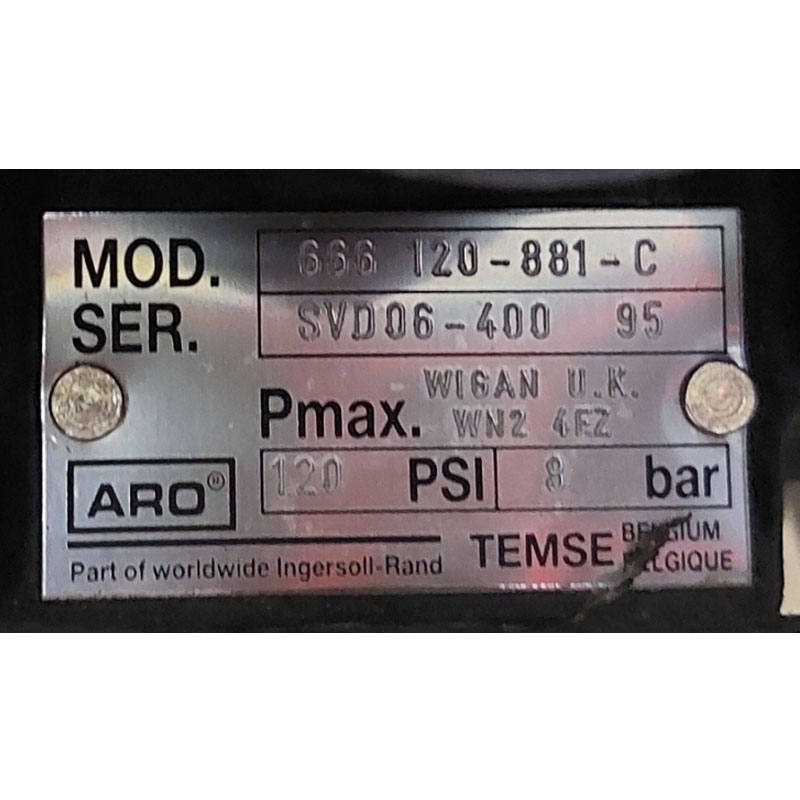 MOD. 666 120-881-C
SER. SVD06-400 95
WIGAN U.K.
Pmax. WN2 4EZ
120 PSI 8 bar
ARO®
TEMSE BELGIUM
BELGIQUE
Part of worldwide Ingersoll-Rand